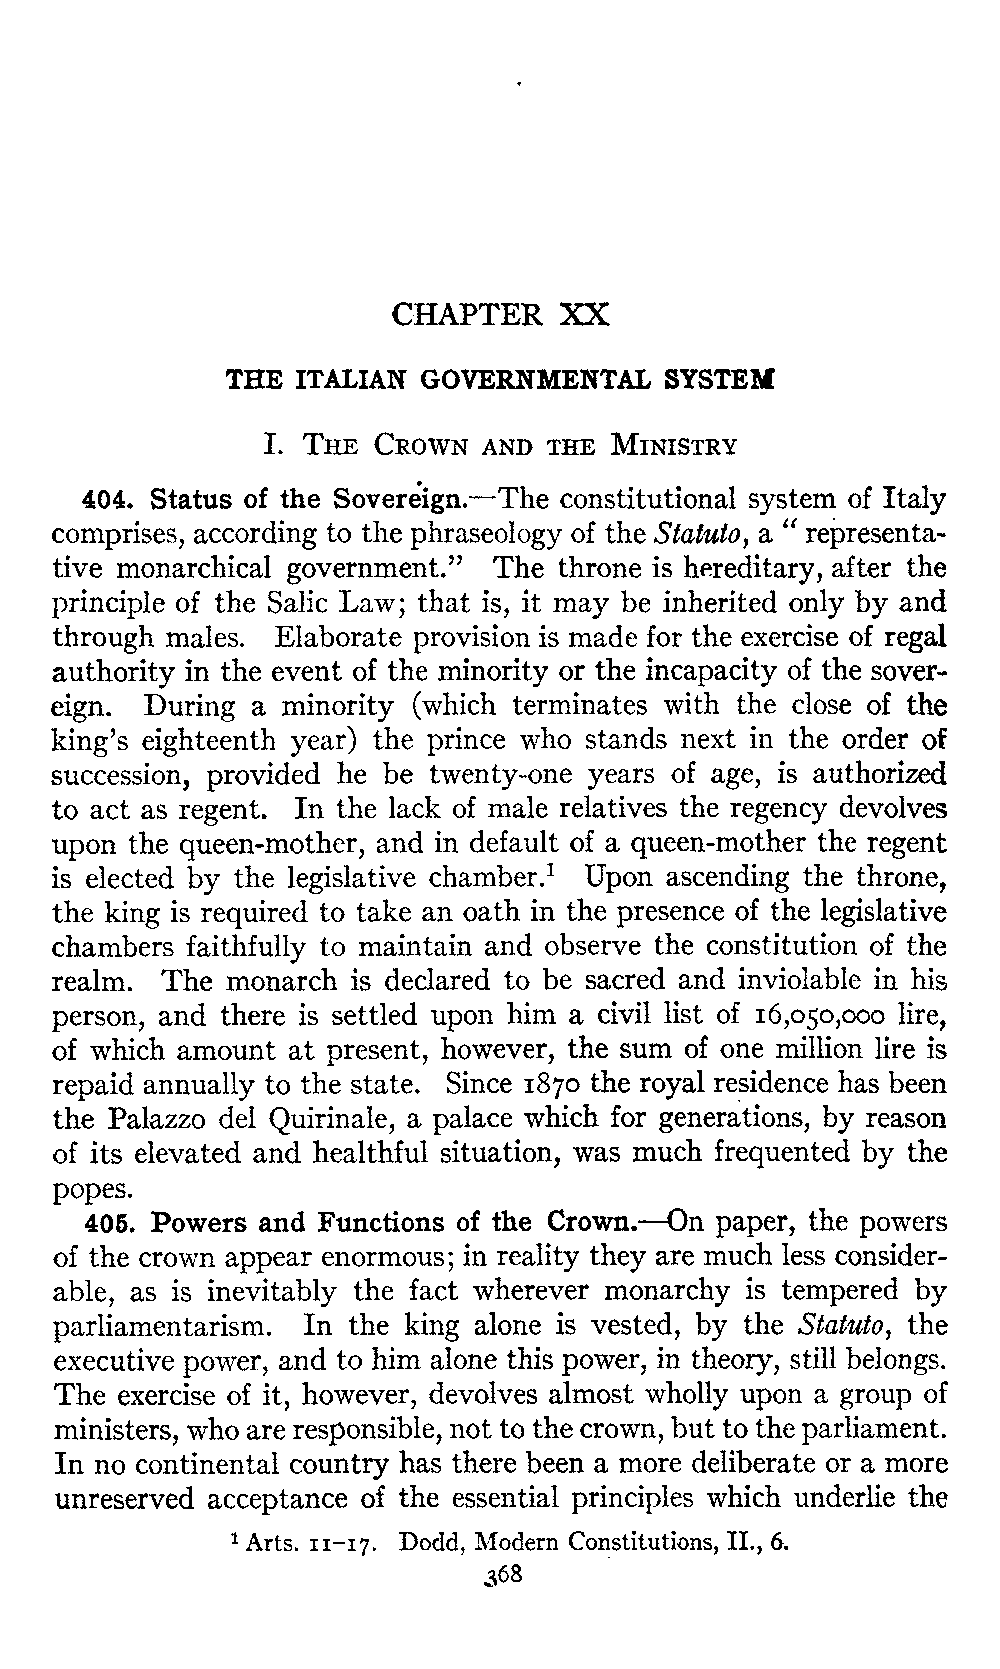 CHAPTER XX
THE ITALIAN GOVERNMENTAL SYSTEM
I. THE CROWN AND THE MINISTRY
404. Status of the Sovereign.—The constitutional system of Italy
comprises, according to the phraseology of the Statuto, a " representa-
tive monarchical government." The throne is hereditary, after the
principle of the Salic Law; that is, it may be inherited only by and
through males. Elaborate provision is made for the exercise of regal
authority in the event of the minority or the incapacity of the sover-
eign. During a minority (which terminates with the close of the
king's eighteenth year) the prince who stands next in the order of
succession, provided he be twenty-one years of age, is authorized
to act as regent. In the lack of male relatives the regency devolves
upon the queen-mother, and in default of a queen-mother the regent
is elected by the legislative chamber.¹ Upon ascending the throne,
the king is required to take an oath in the presence of the legislative
chambers faithfully to maintain and observe the constitution of the
realm. The monarch is declared to be sacred and inviolable in his
person, and there is settled upon him a civil list of 16,050,000 lire,
of which amount at present, however, the sum of one million lire is
repaid annually to the state. Since 1870 the royal residence has been
the Palazzo del Quirinale, a palace which for generations, by reason
of its elevated and healthful situation, was much frequented by the
popes.
405. Powers and Functions of the Crown.—On paper, the powers
of the crown appear enormous; in reality they are much less consider-
able, as is inevitably the fact wherever monarchy is tempered by
parliamentarism. In the king alone is vested, by the Statuto, the
executive power, and to him alone this power, in theory, still belongs.
The exercise of it, however, devolves almost wholly upon a group of
ministers, who are responsible, not to the crown, but to the parliament.
In no continental country has there been a more deliberate or a more
unreserved acceptance of the essential principles which underlie the
¹ Arts. 11–17. Dodd, Modern Constitutions, II., 6.
368